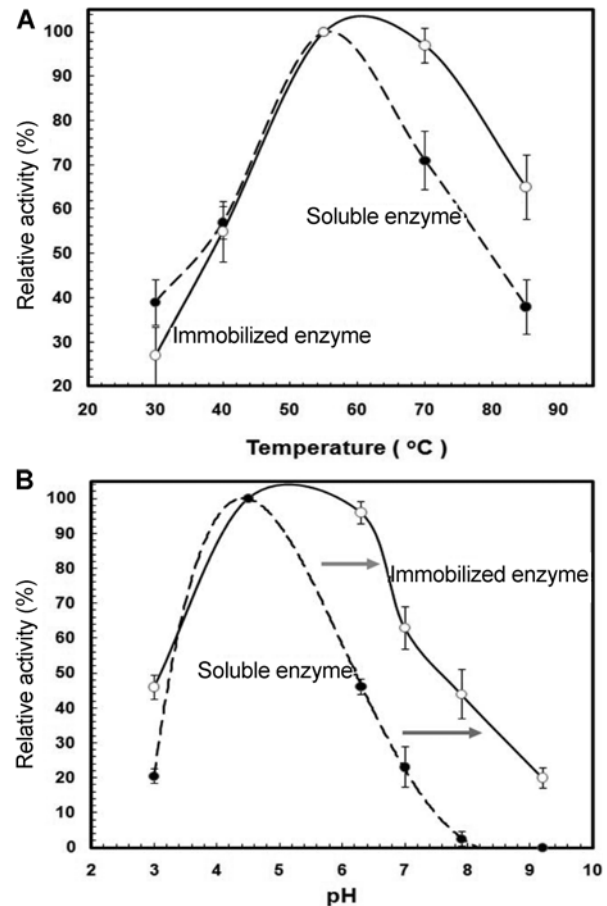 A
Relative activity (%)
100
90
80
70
60
50
40
30
20
Soluble enzyme
Immobilized enzyme
20 30 40 50 60 70 80 90
Temperature ( °C )
B
Relative activity (%)
100
90
80
70
60
50
40
30
20
10
0
Immobilized enzyme
Soluble enzyme
2 3 4 5 6 7 8 9 10
pH